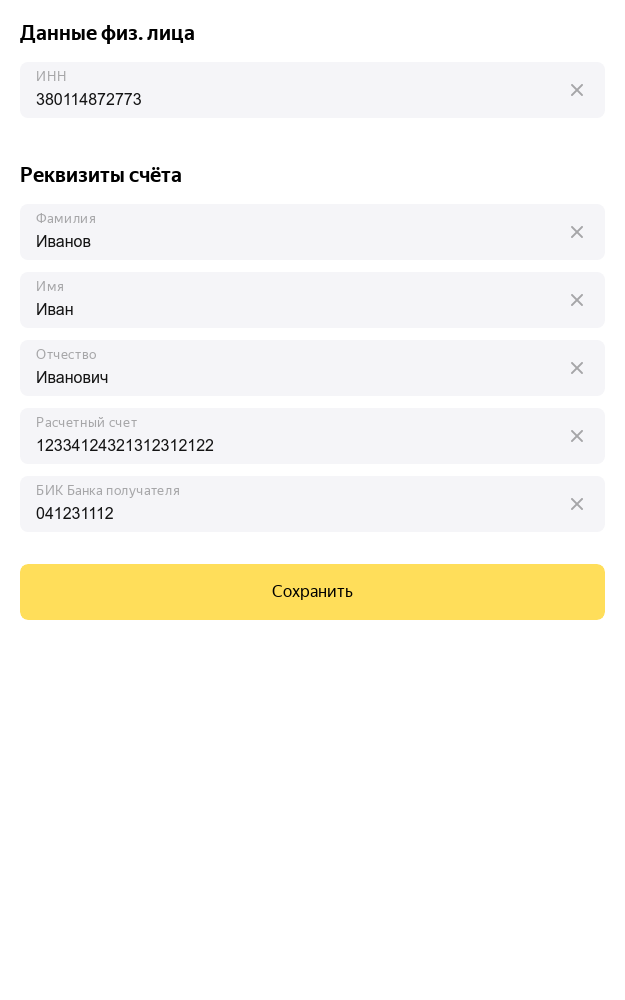 Данные физ. лица
ИНН
380114872773
Реквизиты счёта
Фамилия
Иванов
Имя
Иван
Отчество
Иванович
Расчетный счет
12334124321312312122
БИК Банка получателя
041231112
Сохранить